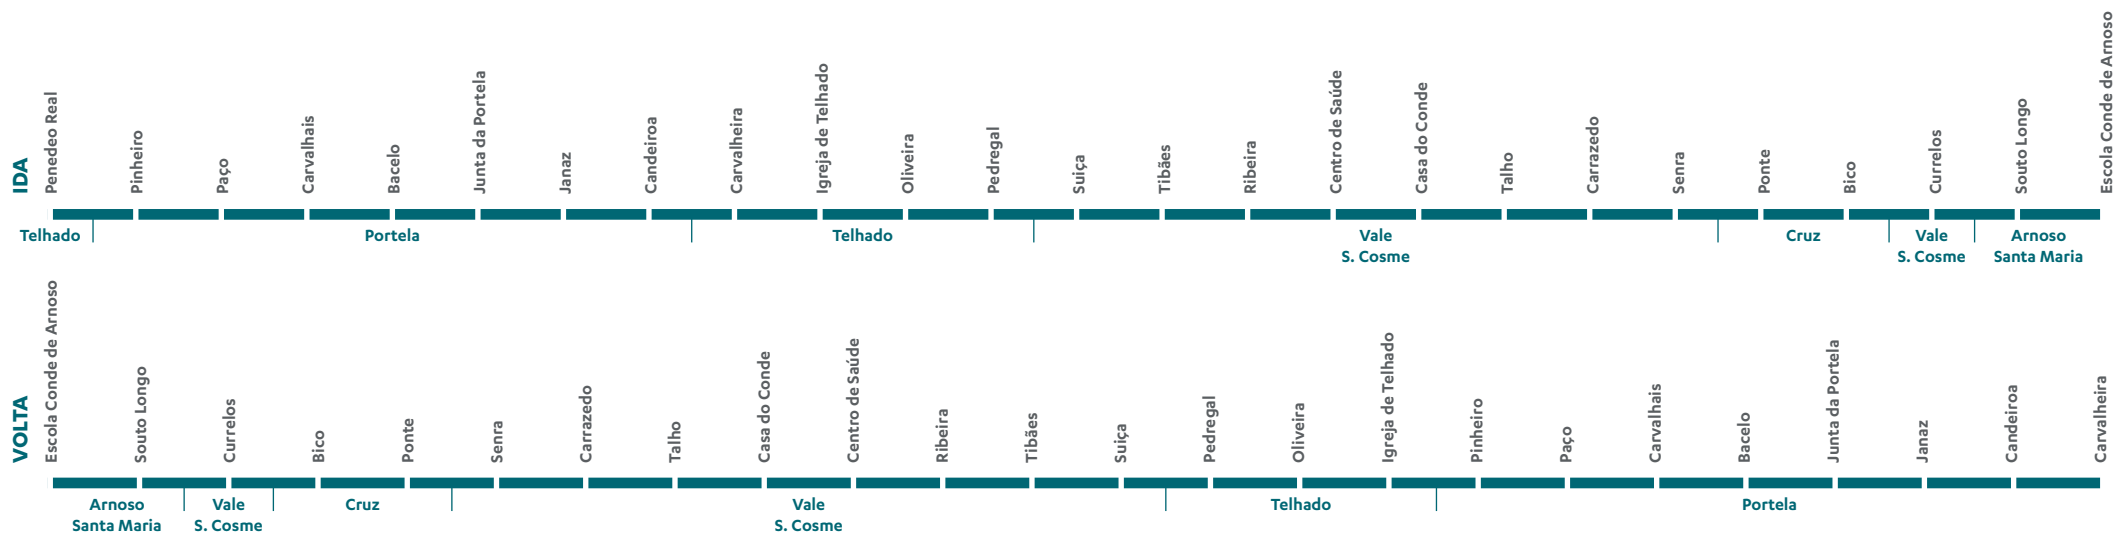 IDA
Penedeo Real
Pinheiro
Paço
Carvalhais
Bacelo
Junta da Portela
Janaz
Candeiroa
Carvalheira
Igreja de Telhado
Oliveira
Pedregal
Suiça
Tibães
Ribeira
Centro de Saúde
Casa do Conde
Talho
Carrazedo
Senra
Ponte
Bico
Currelos
Souto Longo
Escola Conde de Arnoso
Telhado
Portela
Telhado
Vale
S. Cosme
Cruz
Vale
S. Cosme
Arnoso
Santa Maria
VOLTA
Escola Conde de Arnoso
Souto Longo
Currelos
Bico
Ponte
Senra
Carrazedo
Talho
Casa do Conde
Centro de Saúde
Ribeira
Tibães
Suiça
Pedregal
Oliveira
Igreja de Telhado
Pinheiro
Paço
Carvalhais
Bacelo
Junta da Portela
Janaz
Candeiroa
Carvalheira
Arnoso
Santa Maria
Vale
S. Cosme
Cruz
Vale
S. Cosme
Telhado
Portela